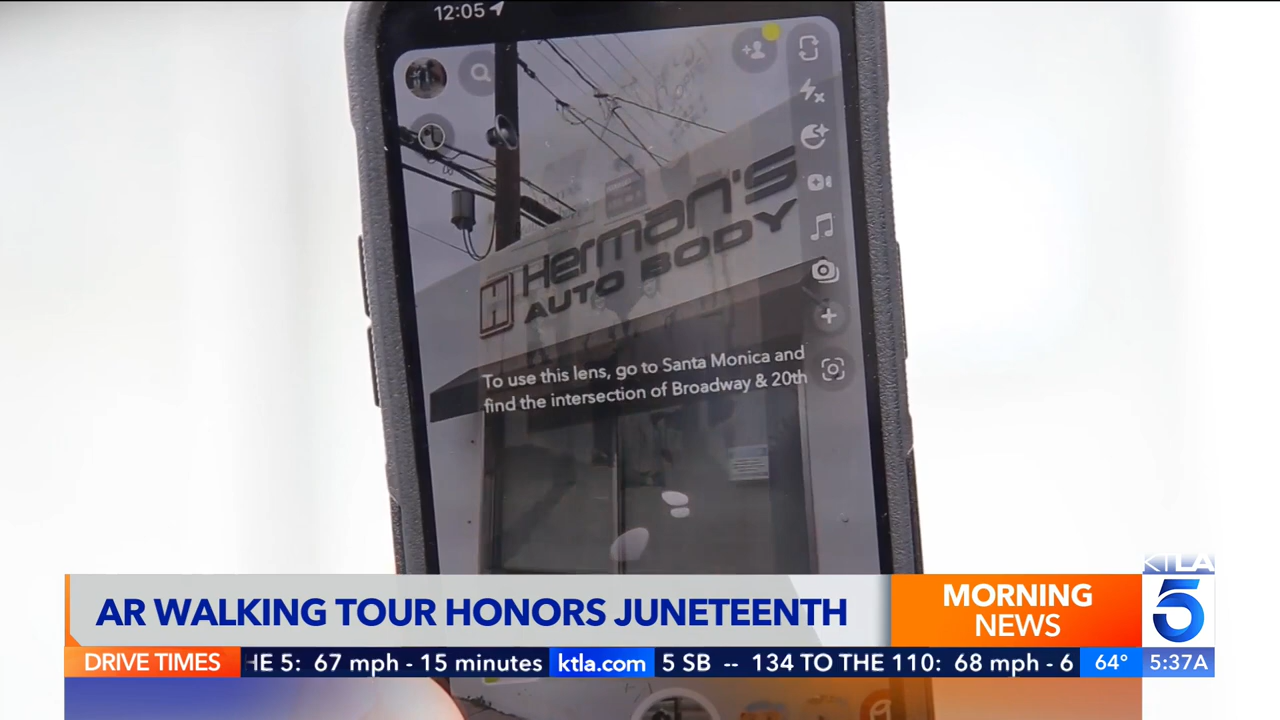 12:05
Herman's
AUTO BODY
H
To use this lens, go to Santa Monica and
find the intersection of Broadway & 20th
AR WALKING TOUR HONORS JUNETEENTH
MORNING
NEWS
KTLA
5
DRIVE TIMES
HE 5: 67 mph - 15 minutes
ktla.com
5 SB -- 134 TO THE 110: 68 mph - 6
64°
5:37A